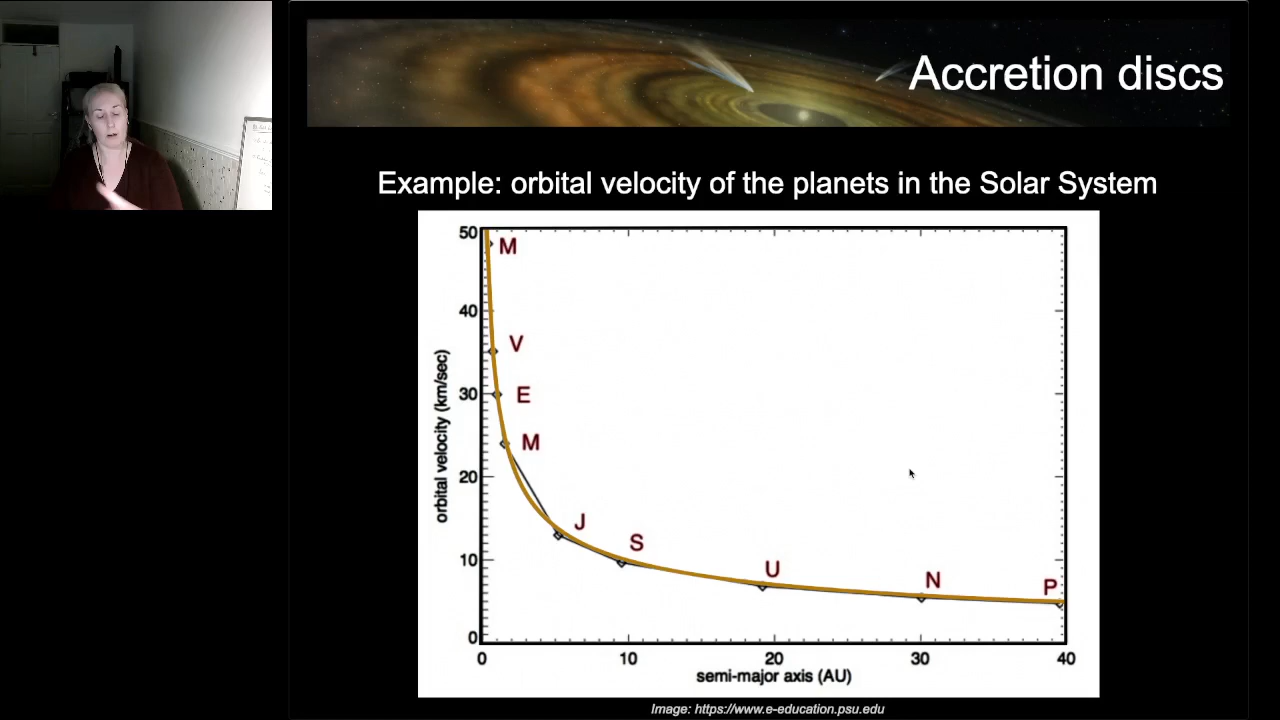 Accretion discs
Example: orbital velocity of the planets in the Solar System
50
40
30
20
10
0
orbital velocity (km/sec)
M
V
E
M
J
S
U
N
P
0 10 20 30 40
semi-major axis (AU)
Image: https://www.e-education.psu.edu